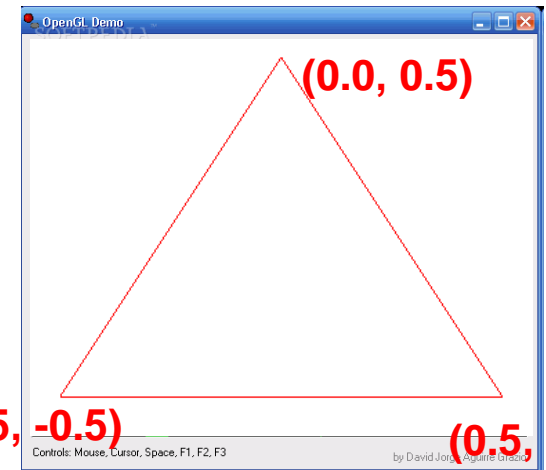 OpenGL Demo
SOFTPEDIA
(0.0, 0.5)
5, -0.5)
(0.5,
Controls: Mouse, Cursor, Space, F1, F2, F3
by David Jorge Aguirre Grazio